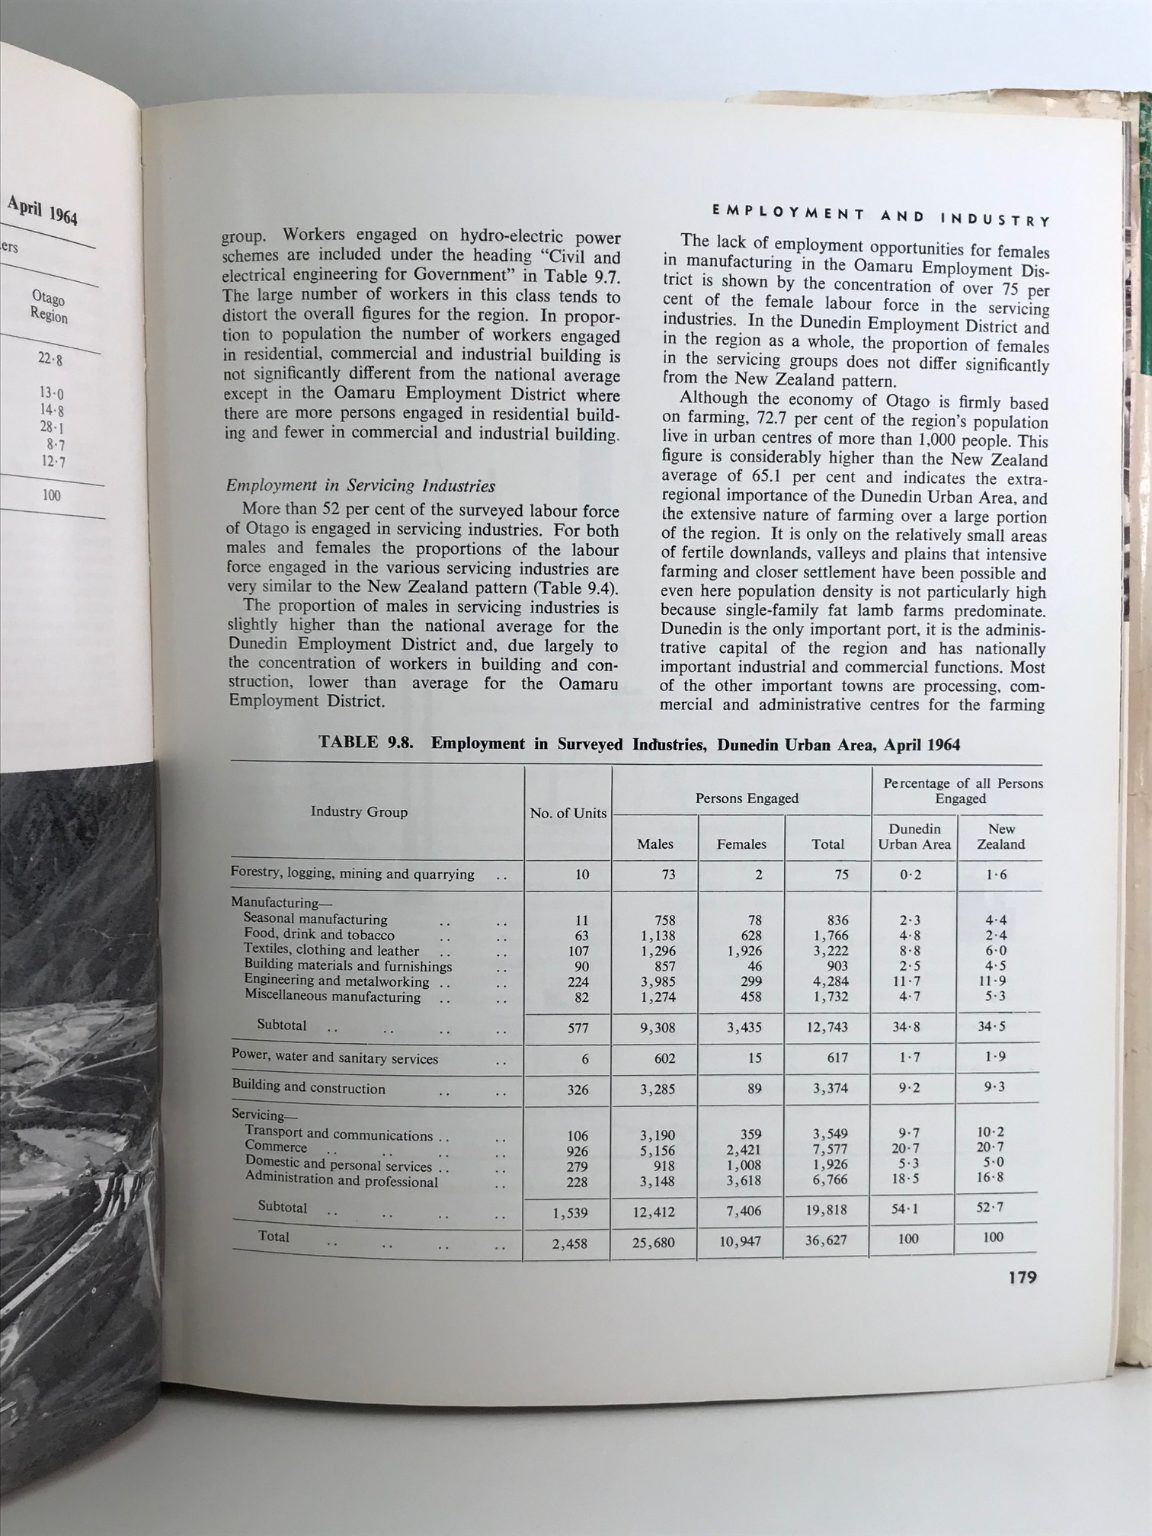 April 1964
ers
Otago
Region
22·8
13·0
14·8
28·1
8·7
12·7
100
EMPLOYMENT AND INDUSTRY
group. Workers engaged on hydro-electric power
schemes are included under the heading “Civil and
electrical engineering for Government” in Table 9.7.
The large number of workers in this class tends to
distort the overall figures for the region. In propor-
tion to population the number of workers engaged
in residential, commercial and industrial building is
not significantly different from the national average
except in the Oamaru Employment District where
there are more persons engaged in residential build-
ing and fewer in commercial and industrial building.
Employment in Servicing Industries
More than 52 per cent of the surveyed labour force
of Otago is engaged in servicing industries. For both
males and females the proportions of the labour
force engaged in the various servicing industries are
very similar to the New Zealand pattern (Table 9.4).
The proportion of males in servicing industries is
slightly higher than the national average for the
Dunedin Employment District and, due largely to
the concentration of workers in building and con-
struction, lower than average for the Oamaru
Employment District.
The lack of employment opportunities for females
in manufacturing in the Oamaru Employment Dis-
trict is shown by the concentration of over 75 per
cent of the female labour force in the servicing
industries. In the Dunedin Employment District and
in the region as a whole, the proportion of females
in the servicing groups does not differ significantly
from the New Zealand pattern.
Although the economy of Otago is firmly based
on farming, 72.7 per cent of the region’s population
live in urban centres of more than 1,000 people. This
figure is considerably higher than the New Zealand
average of 65.1 per cent and indicates the extra-
regional importance of the Dunedin Urban Area, and
the extensive nature of farming over a large portion
of the region. It is only on the relatively small areas
of fertile downlands, valleys and plains that intensive
farming and closer settlement have been possible and
even here population density is not particularly high
because single-family fat lamb farms predominate.
Dunedin is the only important port, it is the adminis-
trative capital of the region and has nationally
important industrial and commercial functions. Most
of the other important towns are processing, com-
mercial and administrative centres for the farming
TABLE 9.8. Employment in Surveyed Industries, Dunedin Urban Area, April 1964
Industry Group No. of Units Persons Engaged Percentage of all Persons Engaged
Males Females Total Dunedin Urban Area New Zealand
Forestry, logging, mining and quarrying .. 10 73 2 75 0·2 1·6
Manufacturing—
Seasonal manufacturing .. .. 11 758 78 836 2·3 4·4
Food, drink and tobacco .. .. 63 1,138 628 1,766 4·8 2·4
Textiles, clothing and leather .. .. 107 1,296 1,926 3,222 8·8 6·0
Building materials and furnishings .. 90 857 46 903 2·5 4·5
Engineering and metalworking .. .. 224 3,985 299 4,284 11·7 11·9
Miscellaneous manufacturing .. .. 82 1,274 458 1,732 4·7 5·3
Subtotal .. .. .. .. 577 9,308 3,435 12,743 34·8 34·5
Power, water and sanitary services .. 6 602 15 617 1·7 1·9
Building and construction .. .. 326 3,285 89 3,374 9·2 9·3
Servicing—
Transport and communications .. .. 106 3,190 359 3,549 9·7 10·2
Commerce .. .. .. .. 926 5,156 2,421 7,577 20·7 20·7
Domestic and personal services .. .. 279 918 1,008 1,926 5·3 5·0
Administration and professional .. 228 3,148 3,618 6,766 18·5 16·8
Subtotal .. .. .. .. 1,539 12,412 7,406 19,818 54·1 52·7
Total .. .. .. .. 2,458 25,680 10,947 36,627 100 100
179